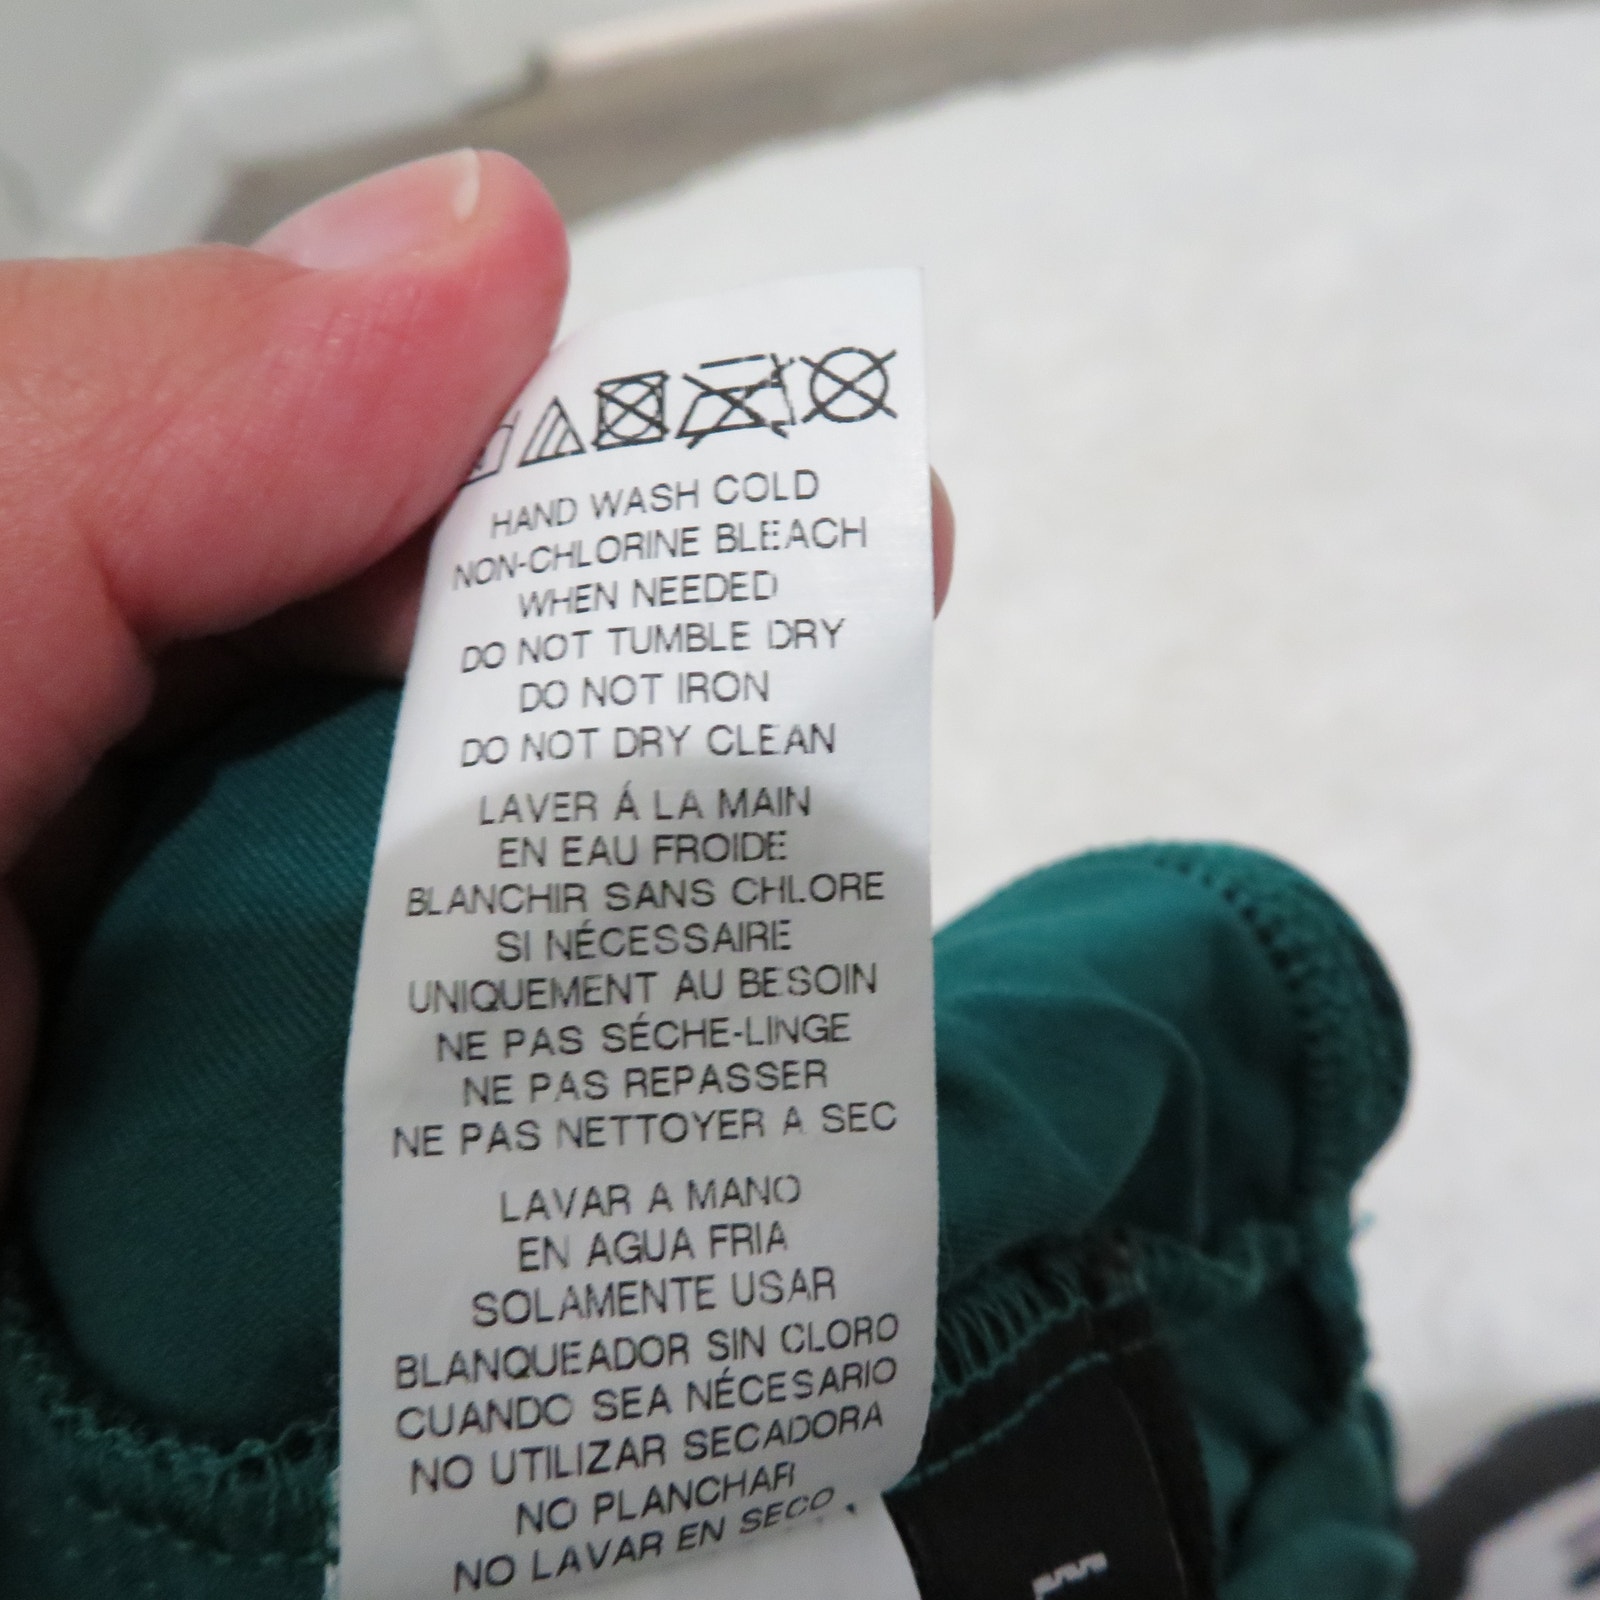 HAND WASH COLD
NON-CHLORINE BLEACH
WHEN NEEDED
DO NOT TUMBLE DRY
DO NOT IRON
DO NOT DRY CLEAN
LAVER Á LA MAIN
EN EAU FROIDE
BLANCHIR SANS CHLORE
SI NÉCESSAIRE
UNIQUEMENT AU BESOIN
NE PAS SÉCHE-LINGE
NE PAS REPASSER
NE PAS NETTOYER A SEC
LAVAR A MANO
EN AGUA FRIA
SOLAMENTE USAR
BLANQUEADOR SIN CLORO
CUANDO SEA NÉCESARIO
NO UTILIZAR SECADORA
NO PLANCHAR
NO LAVAR EN SECO